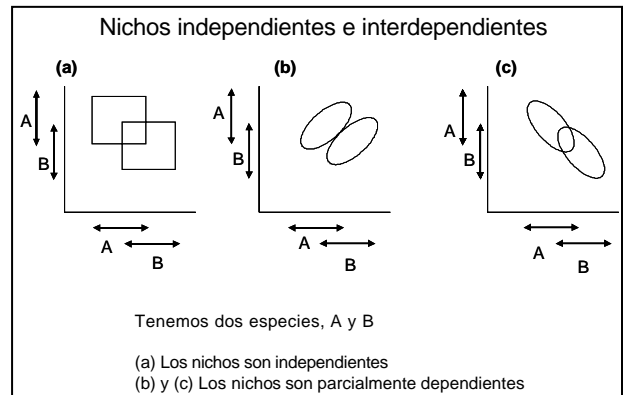 Nichos independientes e interdependientes
(a) (b) (c)
A A A
B B B
A A A
B B B
Tenemos dos especies, A y B
(a) Los nichos son independientes
(b) y (c) Los nichos son parcialmente dependientes